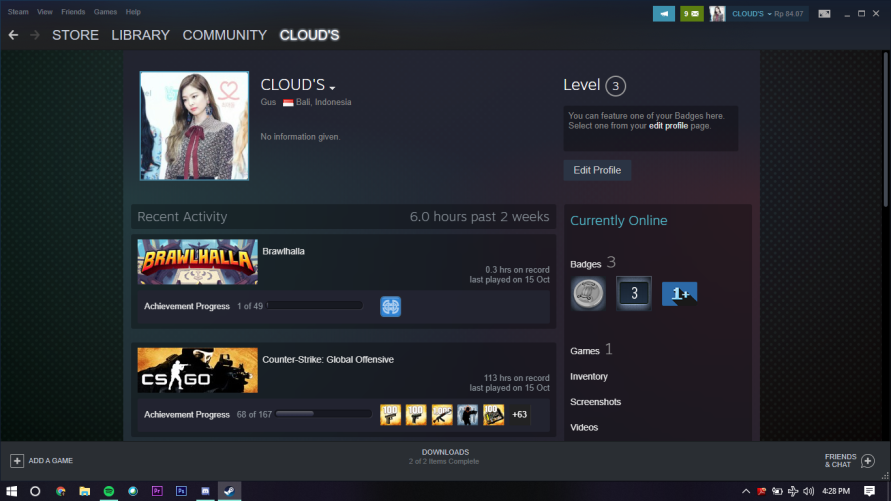 Steam View Friends Games Help
9 CLOUD'S Rp 84 87
STORE LIBRARY COMMUNITY CLOUD'S
CLOUD'S
Gus Bali, Indonesia
No information given.
Level 3
You can feature one of your Badges here.
Select one from your edit profile page.
Edit Profile
Recent Activity 6.0 hours past 2 weeks
BRAWLHALLA
Brawlhalla
0.3 hrs on record
last played on 15 Oct
Achievement Progress 1 of 49
CS GO
Counter-Strike: Global Offensive
113 hrs on record
last played on 15 Oct
Achievement Progress 68 of 167
100 100 100 +63
Currently Online
Badges 3
3 1+
Games 1
Inventory
Screenshots
Videos
ADD A GAME
DOWNLOADS
2 of 2 Items Complete
FRIENDS
& CHAT
Pr Ps
4:28 PM